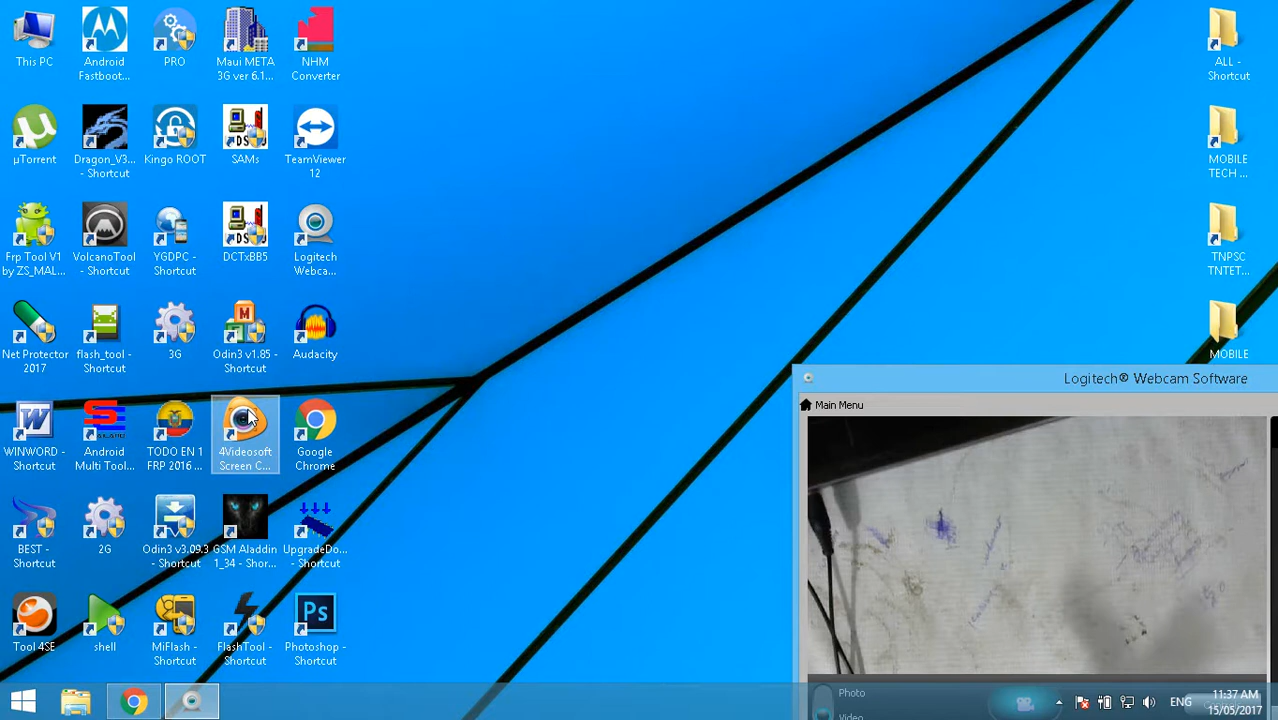 This PC
Android
Fastboot...
PRO
Maui META
3G ver 6.1...
NHM
Converter
ALL -
Shortcut
µTorrent
Dragon_V3...
- Shortcut
Kingo ROOT
SAMs
TeamViewer
12
MOBILE
TECH ...
Frp Tool V1
by ZS_MAL...
VolcanoTool
- Shortcut
YGDPC -
Shortcut
DCTxBB5
Logitech
Webca...
TNPSC
TNTET...
Net Protector
2017
flash_tool -
Shortcut
3G
Odin3 v1.85 -
Shortcut
Audacity
MOBILE
Logitech® Webcam Software
Main Menu
WINWORD -
Shortcut
Android
Multi Tool...
TODO EN 1
FRP 2016 ...
4Videosoft
Screen C...
Google
Chrome
BEST -
Shortcut
2G
Odin3 v3.09.3
- Shortcut
GSM Aladdin
1_34 - Shor...
UpgradeDo...
- Shortcut
Tool 4SE
shell
MiFlash -
Shortcut
FlashTool -
Shortcut
Ps
Photoshop -
Shortcut
Photo
Video
ENG
11:37 AM
15/05/2017